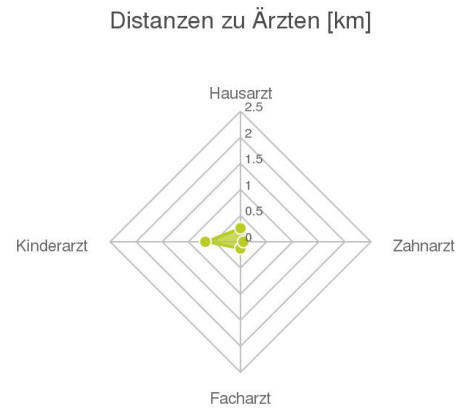 Distanzen zu Ärzten [km]
Hausarzt
2.5
2
1.5
1
0.5
0
Kinderarzt
Zahnarzt
Facharzt